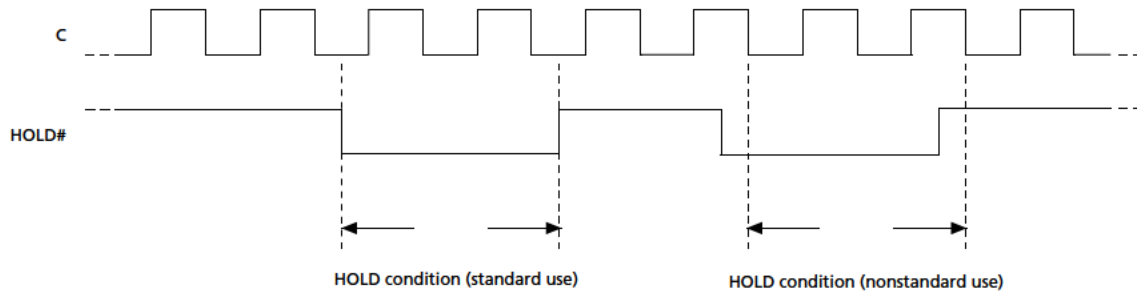 C
HOLD#
HOLD condition (standard use)
HOLD condition (nonstandard use)